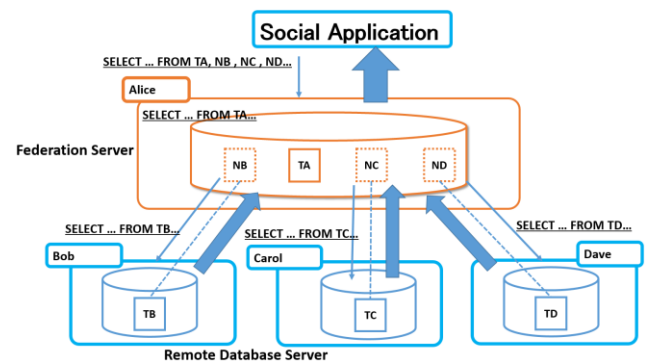 Social Application
SELECT ... FROM TA, NB , NC , ND...
Alice
SELECT ... FROM TA...
Federation Server
NB
TA
NC
ND
SELECT ... FROM TB...
SELECT ... FROM TC...
SELECT ... FROM TD...
Bob
Carol
Dave
TB
TC
TD
Remote Database Server